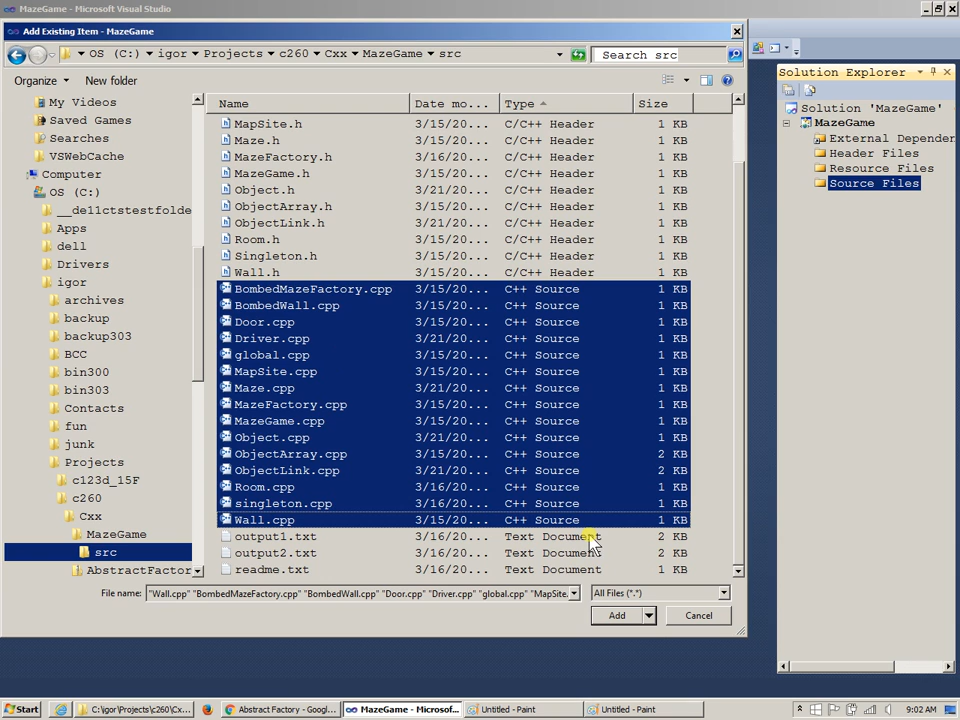 MazeGame - Microsoft Visual Studio
Add Existing Item - MazeGame
OS (C:) igor Projects c260 Cxx MazeGame src Search src
Organize New folder
My Videos
Saved Games
Searches
VSWebCache
Computer
OS (C:)
__de11ctstestfolde
Apps
dell
Drivers
igor
archives
backup
backup303
BCC
bin300
bin303
Contacts
fun
junk
Projects
c123d_15F
c260
Cxx
MazeGame
src
AbstractFactor
Name Date mo... Type Size
MapSite.h 3/15/20... C/C++ Header 1 KB
Maze.h 3/15/20... C/C++ Header 1 KB
MazeFactory.h 3/16/20... C/C++ Header 1 KB
MazeGame.h 3/15/20... C/C++ Header 1 KB
Object.h 3/21/20... C/C++ Header 1 KB
ObjectArray.h 3/15/20... C/C++ Header 1 KB
ObjectLink.h 3/21/20... C/C++ Header 1 KB
Room.h 3/15/20... C/C++ Header 1 KB
Singleton.h 3/15/20... C/C++ Header 1 KB
Wall.h 3/15/20... C/C++ Header 1 KB
BombedMazeFactory.cpp 3/15/20... C++ Source 1 KB
BombedWall.cpp 3/15/20... C++ Source 1 KB
Door.cpp 3/15/20... C++ Source 1 KB
Driver.cpp 3/21/20... C++ Source 1 KB
global.cpp 3/15/20... C++ Source 1 KB
MapSite.cpp 3/15/20... C++ Source 1 KB
Maze.cpp 3/21/20... C++ Source 1 KB
MazeFactory.cpp 3/15/20... C++ Source 1 KB
MazeGame.cpp 3/15/20... C++ Source 1 KB
Object.cpp 3/21/20... C++ Source 1 KB
ObjectArray.cpp 3/15/20... C++ Source 2 KB
ObjectLink.cpp 3/21/20... C++ Source 2 KB
Room.cpp 3/16/20... C++ Source 1 KB
singleton.cpp 3/16/20... C++ Source 1 KB
Wall.cpp 3/15/20... C++ Source 1 KB
output1.txt 3/16/20... Text Document 2 KB
output2.txt 3/16/20... Text Document 2 KB
readme.txt 3/16/20... Text Document 1 KB
File name: "Wall.cpp" "BombedMazeFactory.cpp" "BombedWall.cpp" "Door.cpp" "Driver.cpp" "global.cpp" "MapSite. All Files (*.*)
Add Cancel
Solution Explorer
Solution 'MazeGame'
MazeGame
External Depender
Header Files
Resource Files
Source Files
Start C:\igor\Projects\c260\Cx... Abstract Factory - Googl... MazeGame - Microsof... Untitled - Paint Untitled - Paint 9:02 AM